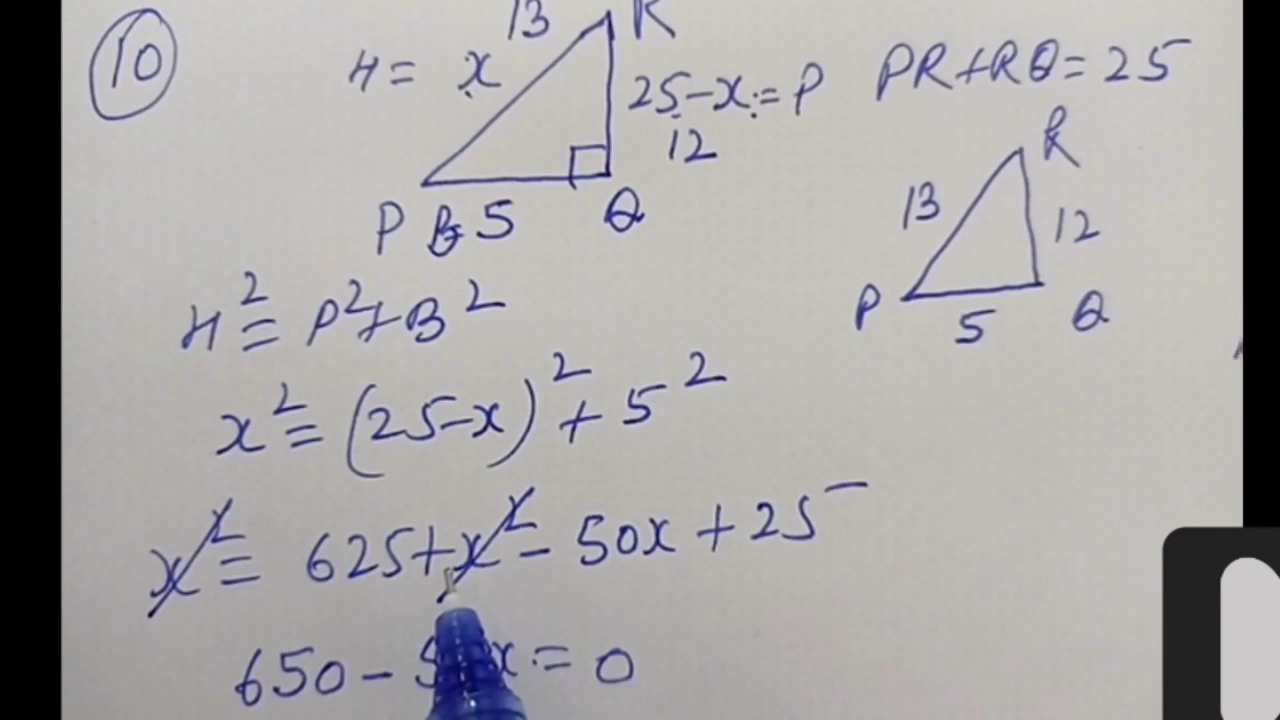 10
13 R
H = x
25-x = P
12
P B 5 Q
PR+RQ = 25
R
13 12
P 5 Q
H² = P²+B²
x² = (25-x)² + 5²
x² = 625+x² - 50x + 25
650 - x = 0